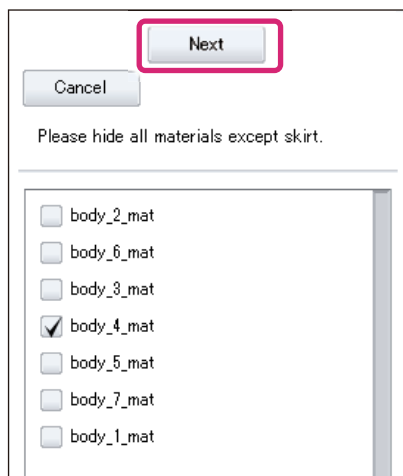 Next
Cancel
Please hide all materials except skirt.
body_2_mat
body_6_mat
body_3_mat
body_4_mat
body_5_mat
body_7_mat
body_1_mat